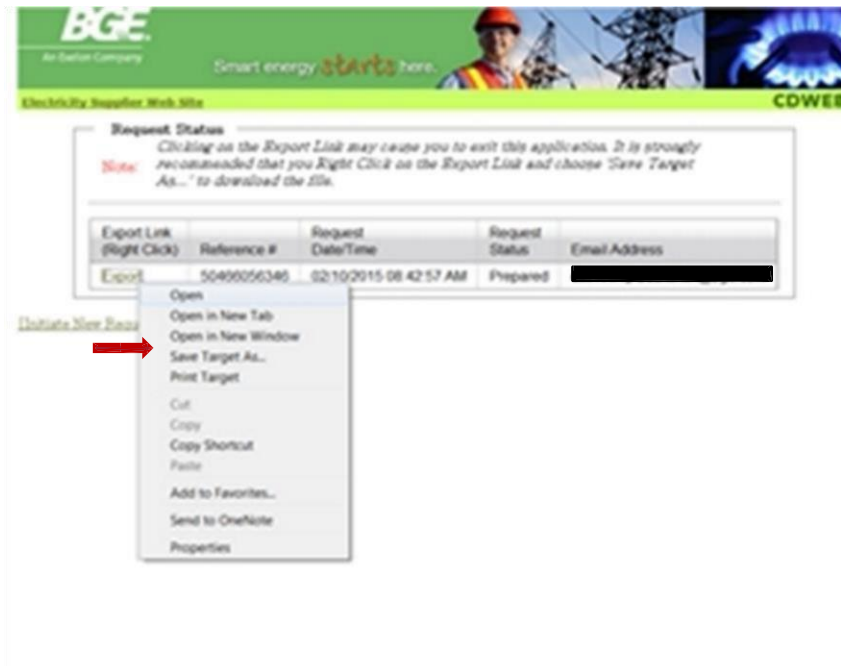 BGE.
An Exelon Company
Smart energy starts here.
Electricity Supplier Web Site
CDWEB
Request Status
Note: Clicking on the Export Link may cause you to exit this application. It is strongly
recommended that you Right Click on the Export Link and choose 'Save Target
As...' to download the file.
Export Link (Right Click) Reference # Request Date/Time Request Status Email Address
Export 50466056346 02/10/2015 08:42:57 AM Prepared
Initiate New Requ
Open
Open in New Tab
Open in New Window
Save Target As...
Print Target
Cut
Copy
Copy Shortcut
Paste
Add to Favorites...
Send to OneNote
Properties